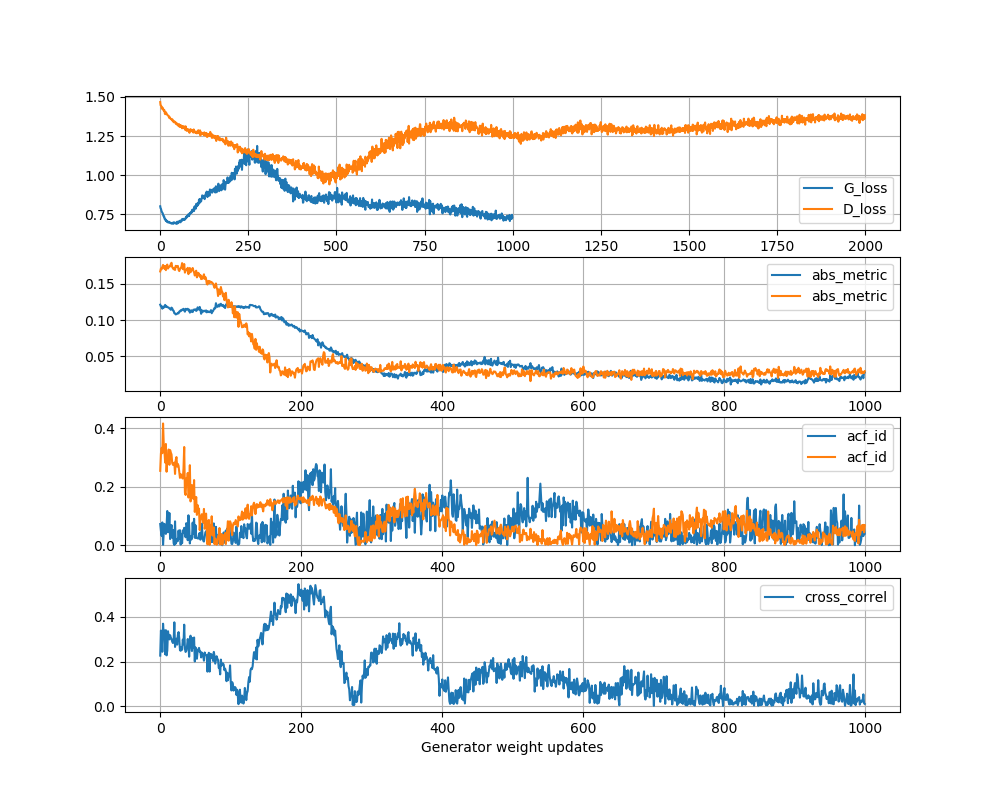 1.50
1.25
1.00
0.75
G_loss
D_loss
0 250 500 750 1000 1250 1500 1750 2000
0.15
0.10
0.05
abs_metric
abs_metric
0 200 400 600 800 1000
0.4
0.2
0.0
acf_id
acf_id
0 200 400 600 800 1000
0.4
0.2
0.0
cross_correl
0 200 400 600 800 1000
Generator weight updates